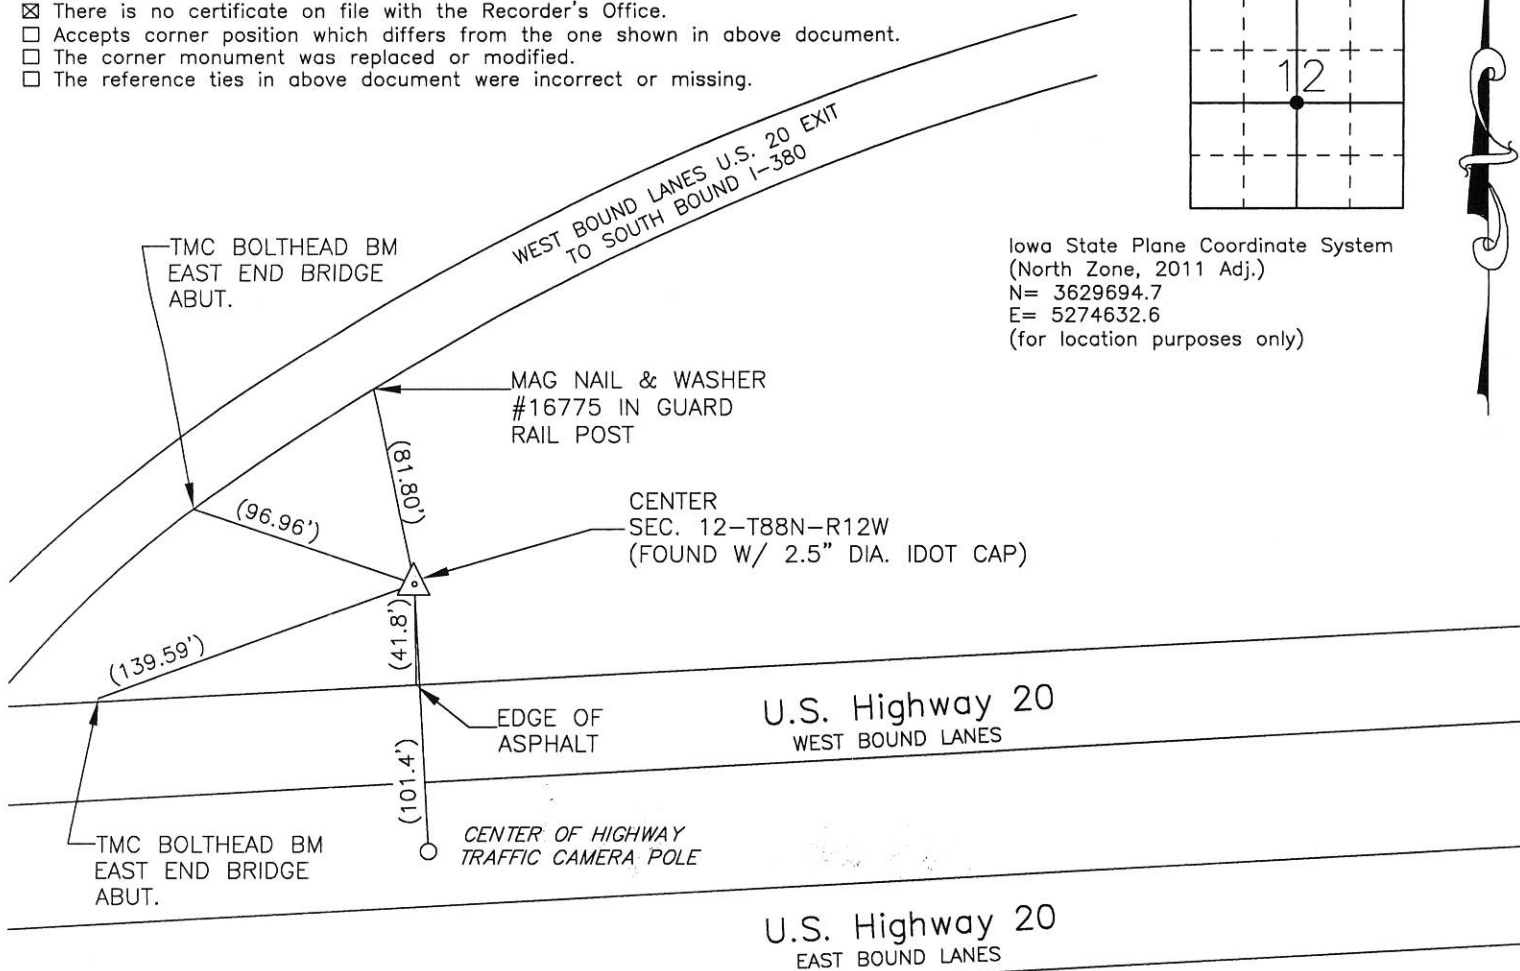 ☒ There is no certificate on file with the Recorder's Office.
☐ Accepts corner position which differs from the one shown in above document.
☐ The corner monument was replaced or modified.
☐ The reference ties in above document were incorrect or missing.
12
WEST BOUND LANES U.S. 20 EXIT
TO SOUTH BOUND I-380
TMC BOLTHEAD BM
EAST END BRIDGE
ABUT.
Iowa State Plane Coordinate System
(North Zone, 2011 Adj.)
N= 3629694.7
E= 5274632.6
(for location purposes only)
MAG NAIL & WASHER
#16775 IN GUARD
RAIL POST
(81.80')
(96.96')
CENTER
SEC. 12-T88N-R12W
(FOUND W/ 2.5" DIA. IDOT CAP)
(41.8')
(139.59')
EDGE OF
ASPHALT
U.S. Highway 20
WEST BOUND LANES
(101.4')
TMC BOLTHEAD BM
EAST END BRIDGE
ABUT.
CENTER OF HIGHWAY
TRAFFIC CAMERA POLE
U.S. Highway 20
EAST BOUND LANES